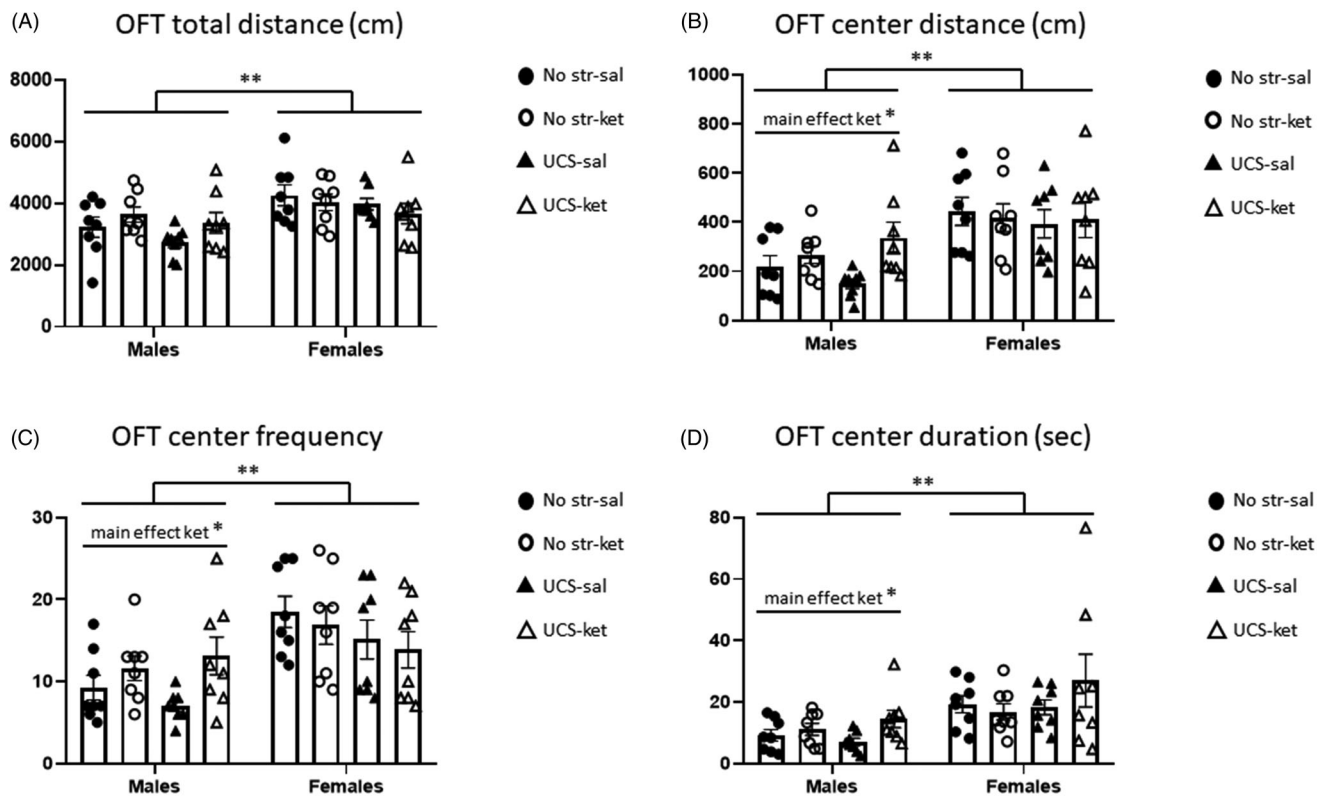 (A)
OFT total distance (cm)
**
8000
6000
4000
2000
0
Males
Females
No str-sal
No str-ket
UCS-sal
UCS-ket
(B)
OFT center distance (cm)
**
main effect ket *
1000
800
600
400
200
0
Males
Females
No str-sal
No str-ket
UCS-sal
UCS-ket
(C)
OFT center frequency
**
main effect ket *
30
20
10
0
Males
Females
No str-sal
No str-ket
UCS-sal
UCS-ket
(D)
OFT center duration (sec)
**
main effect ket *
80
60
40
20
0
Males
Females
No str-sal
No str-ket
UCS-sal
UCS-ket